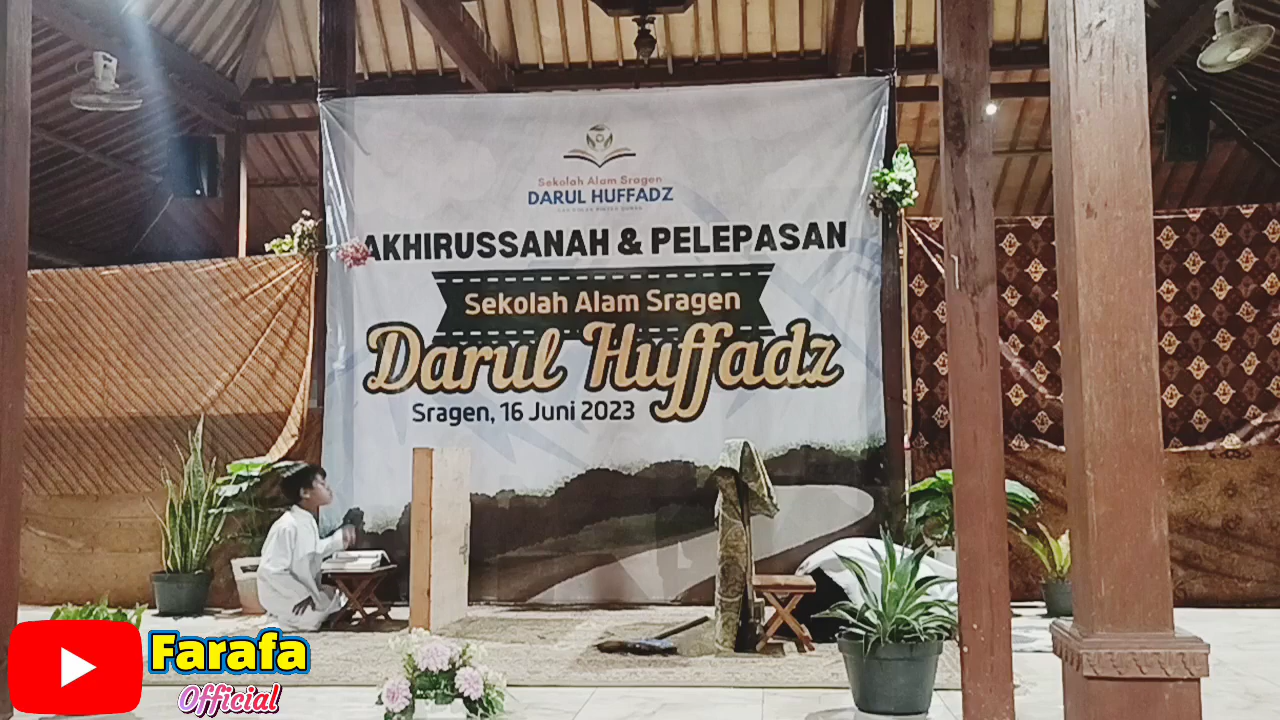 Sekolah Alam Sragen
DARUL HUFFADZ
AKHIRUSSANAH & PELEPASAN
Sekolah Alam Sragen
Darul Huffadz
Sragen, 16 Juni 2023
Farafa
Official